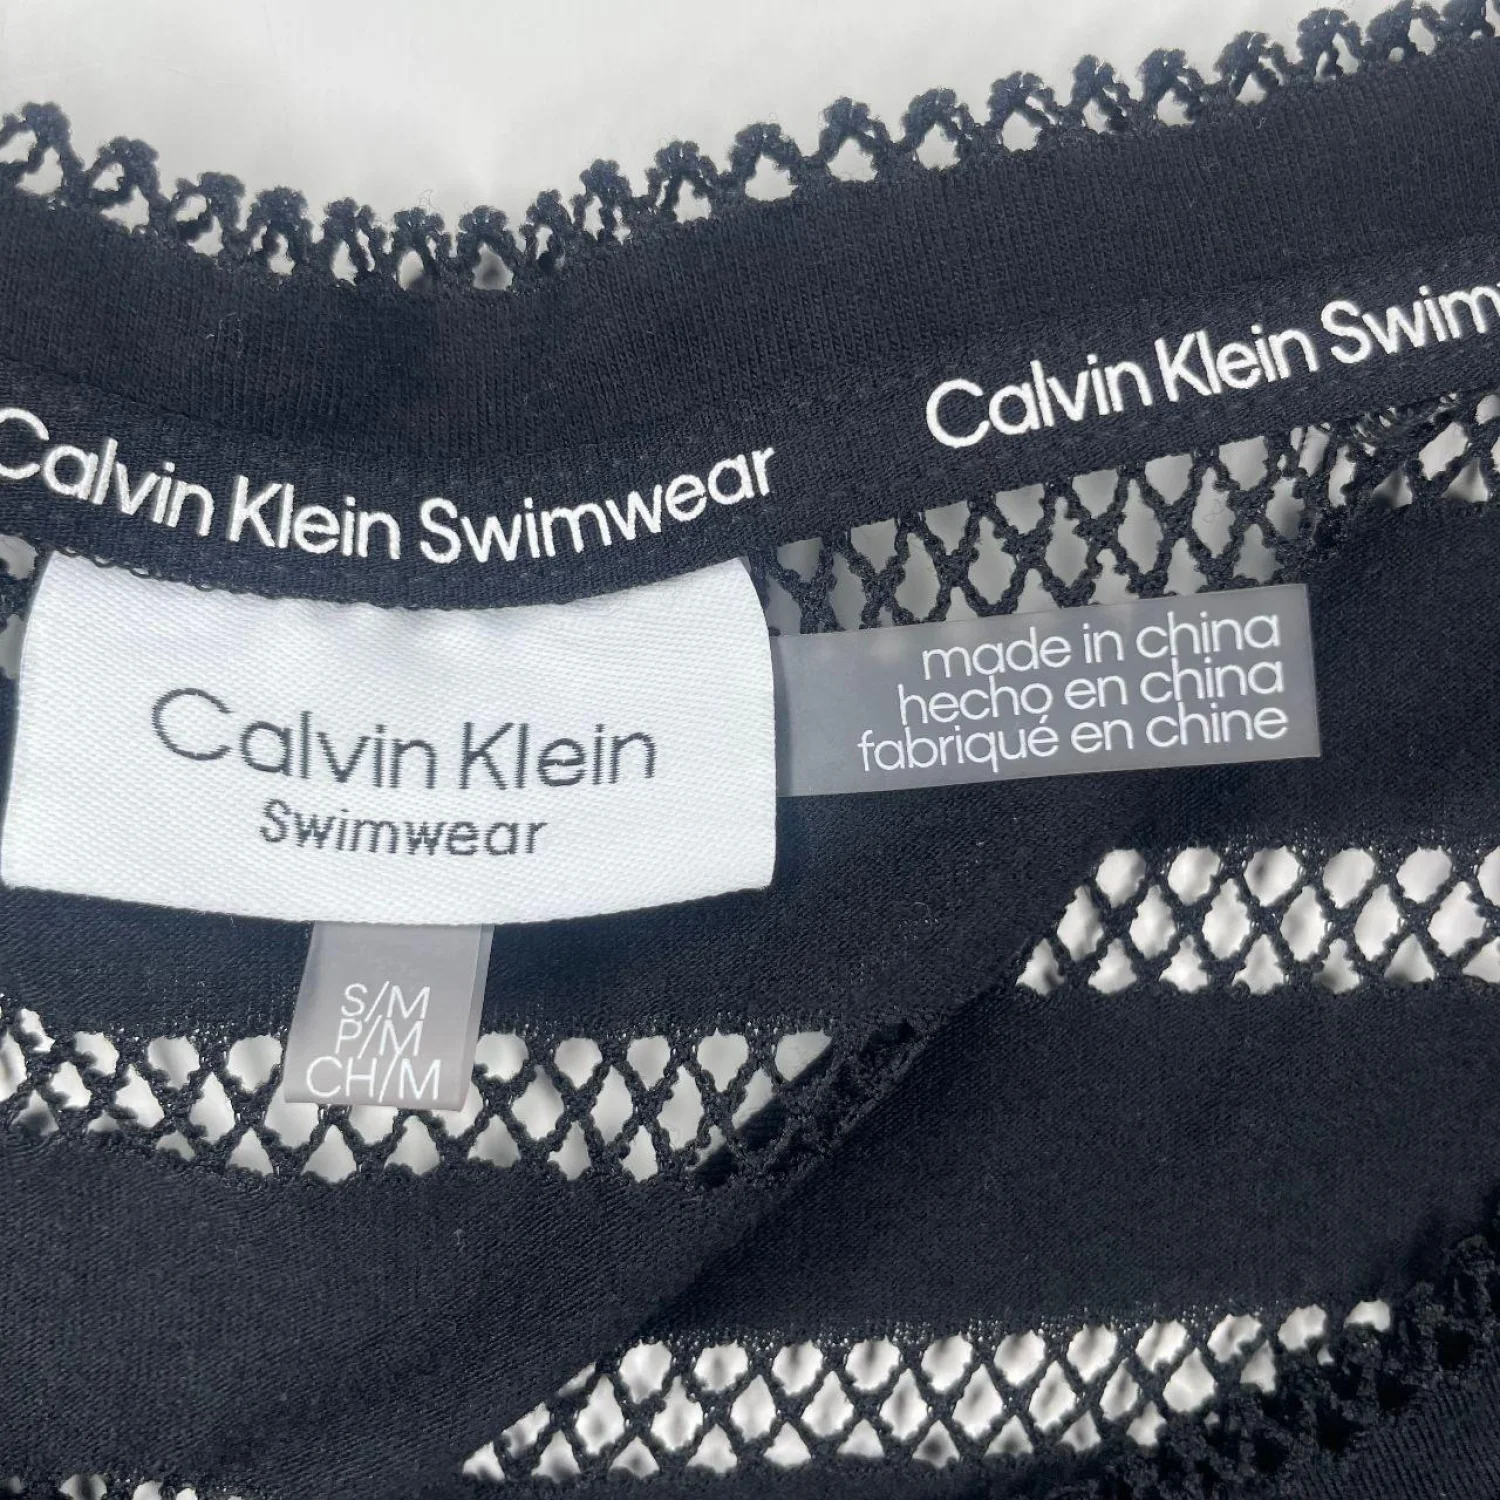 Calvin Klein Swim
Calvin Klein Swimwear
Calvin Klein
Swimwear
made in china
hecho en china
fabriqué en chine
S/M
P/M
CH/M